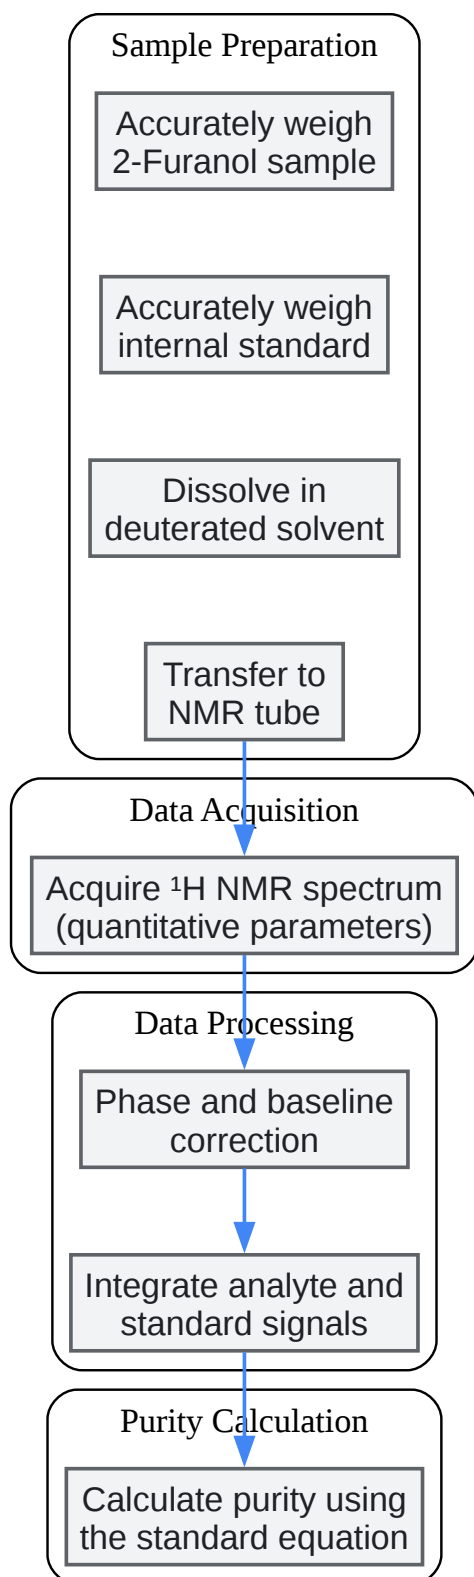 Sample Preparation
Accurately weigh
2-Furanol sample
Accurately weigh
internal standard
Dissolve in
deuterated solvent
Transfer to
NMR tube
Data Acquisition
Acquire ¹H NMR spectrum
(quantitative parameters)
Data Processing
Phase and baseline
correction
Integrate analyte and
standard signals
Purity Calculation
Calculate purity using
the standard equation